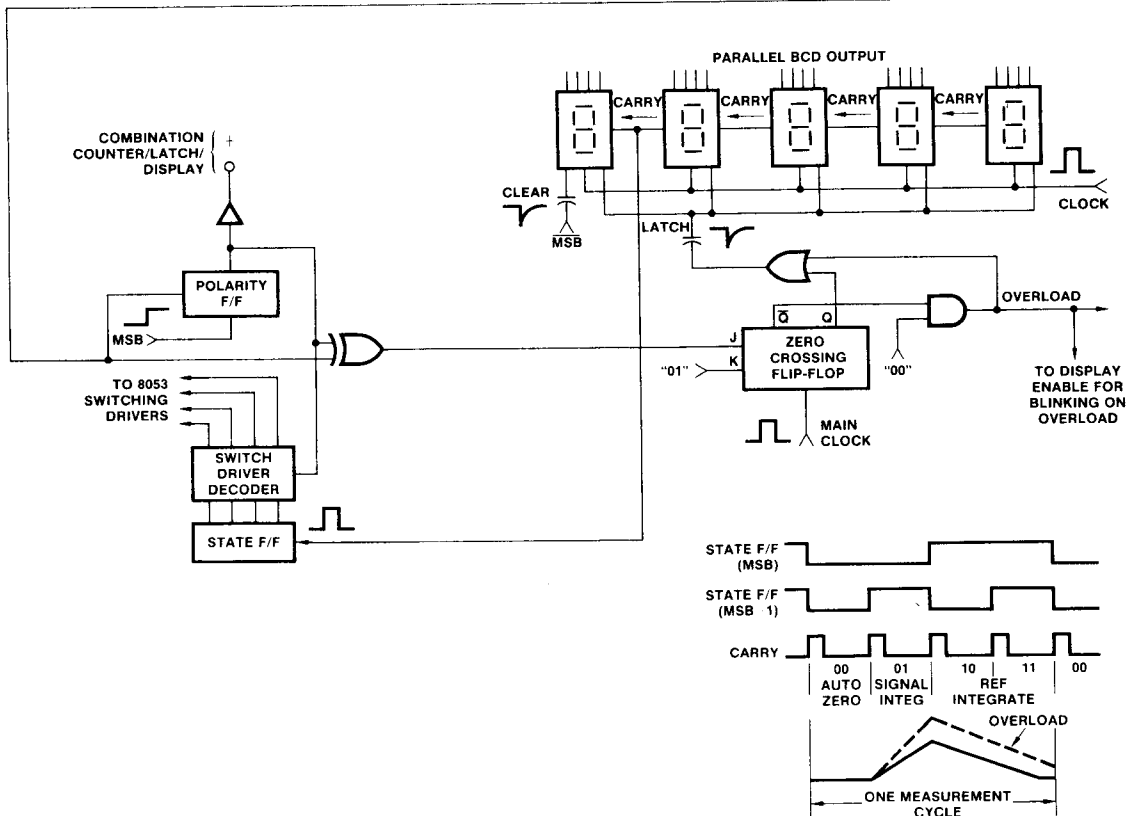 PARALLEL BCD OUTPUT
CARRY CARRY CARRY CARRY
COMBINATION
COUNTER/LATCH/
DISPLAY
+
CLEAR
MSB
LATCH
CLOCK
POLARITY
F/F
MSB
OVERLOAD
Q Q
J
K
ZERO
CROSSING
FLIP-FLOP
"01"
"00"
TO DISPLAY
ENABLE FOR
BLINKING ON
OVERLOAD
MAIN
CLOCK
TO 8053
SWITCHING
DRIVERS
SWITCH
DRIVER
DECODER
STATE F/F
STATE F/F
(MSB)
STATE F/F
(MSB 1)
CARRY
00 01 10 11 00
AUTO
ZERO
SIGNAL
INTEG
REF
INTEGRATE
OVERLOAD
ONE MEASUREMENT
CYCLE